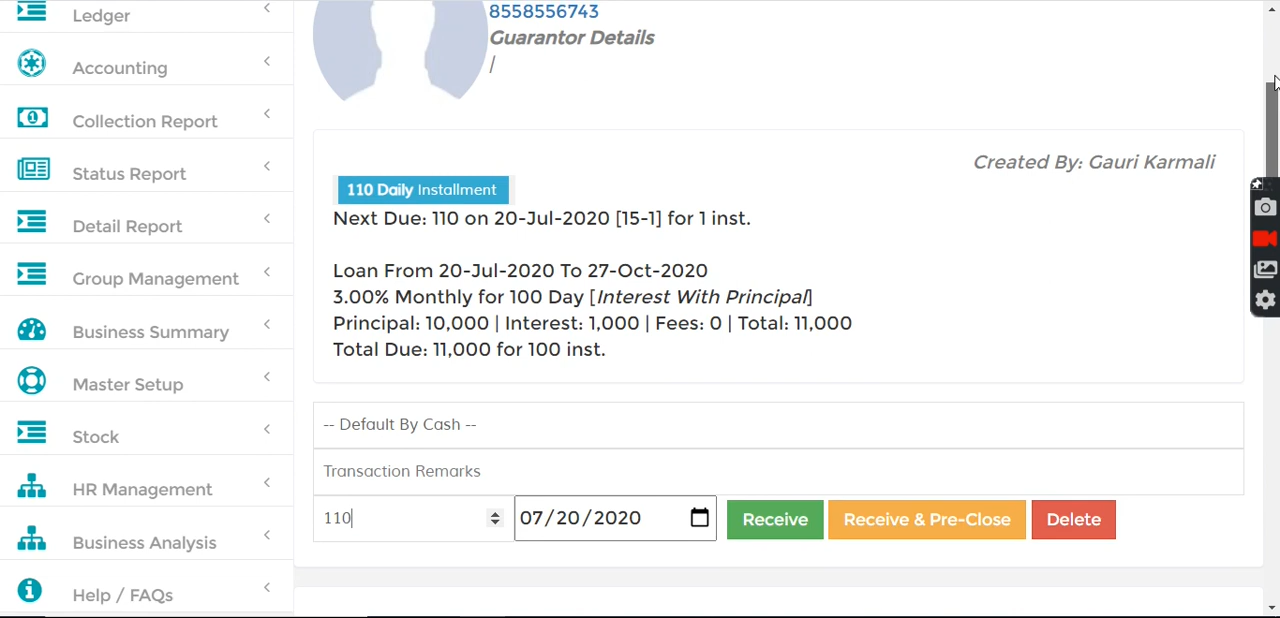 Ledger
Accounting
Collection Report
Status Report
Detail Report
Group Management
Business Summary
Master Setup
Stock
HR Management
Business Analysis
Help / FAQs
8558556743
Guarantor Details
/
Created By: Gauri Karmali
110 Daily Installment
Next Due: 110 on 20-Jul-2020 [15-1] for 1 inst.
Loan From 20-Jul-2020 To 27-Oct-2020
3.00% Monthly for 100 Day [Interest With Principal]
Principal: 10,000 | Interest: 1,000 | Fees: 0 | Total: 11,000
Total Due: 11,000 for 100 inst.
-- Default By Cash --
Transaction Remarks
110 07/20/2020 Receive Receive & Pre-Close Delete